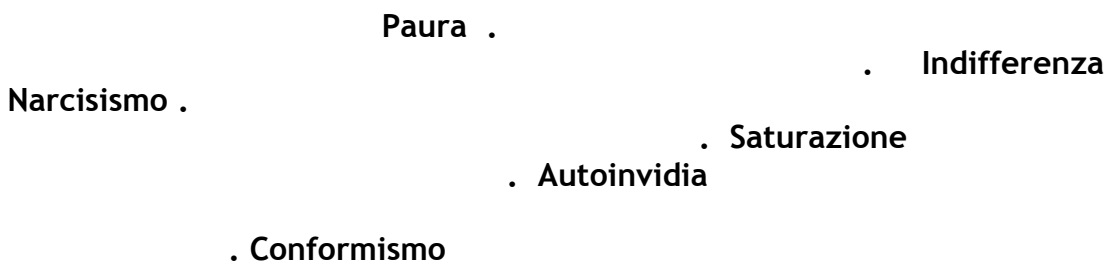 Paura .
. Indifferenza
Narcisismo .
. Saturazione
. Autoinvidia
. Conformismo